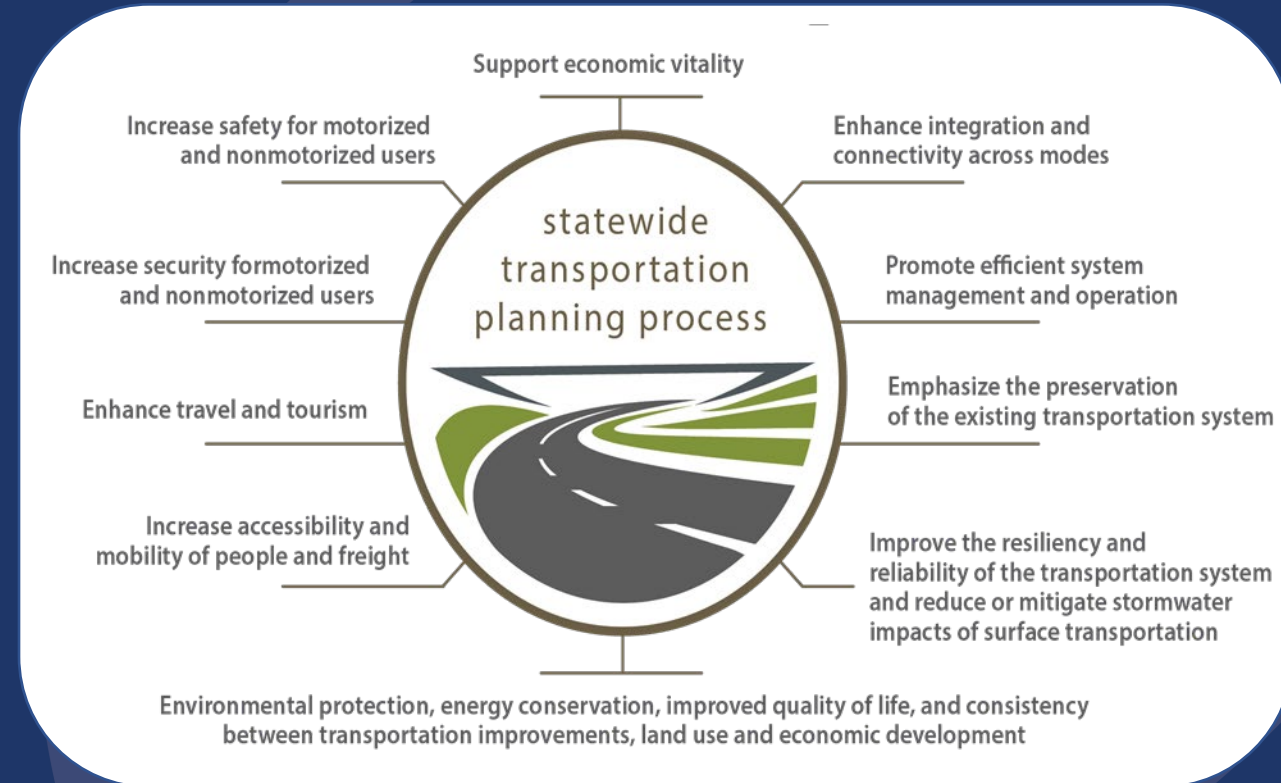 Support economic vitality
Increase safety for motorized
and nonmotorized users
Enhance integration and
connectivity across modes
statewide
transportation
planning process
Increase security formotorized
and nonmotorized users
Promote efficient system
management and operation
Enhance travel and tourism
Emphasize the preservation
of the existing transportation system
Increase accessibility and
mobility of people and freight
Improve the resiliency and
reliability of the transportation system
and reduce or mitigate stormwater
impacts of surface transportation
Environmental protection, energy conservation, improved quality of life, and consistency
between transportation improvements, land use and economic development